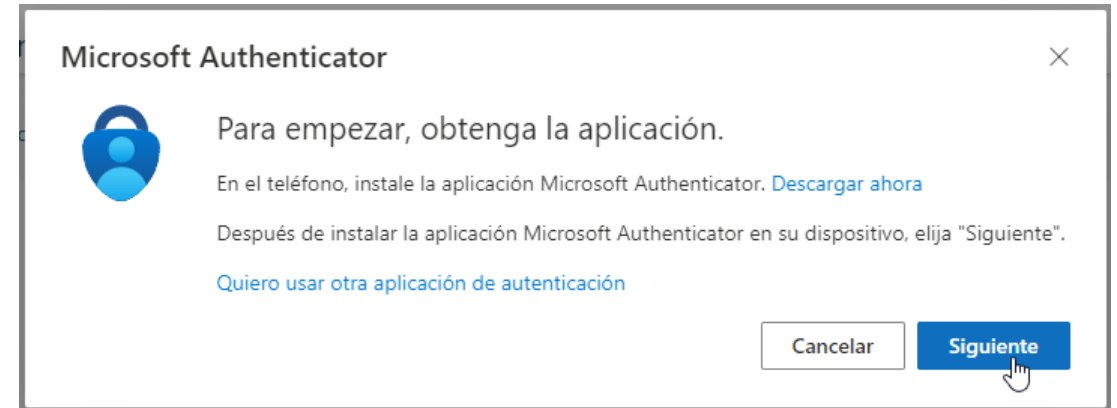 Microsoft Authenticator
Para empezar, obtenga la aplicación.
En el teléfono, instale la aplicación Microsoft Authenticator. Descargar ahora
Después de instalar la aplicación Microsoft Authenticator en su dispositivo, elija "Siguiente".
Quiero usar otra aplicación de autenticación
Cancelar
Siguiente